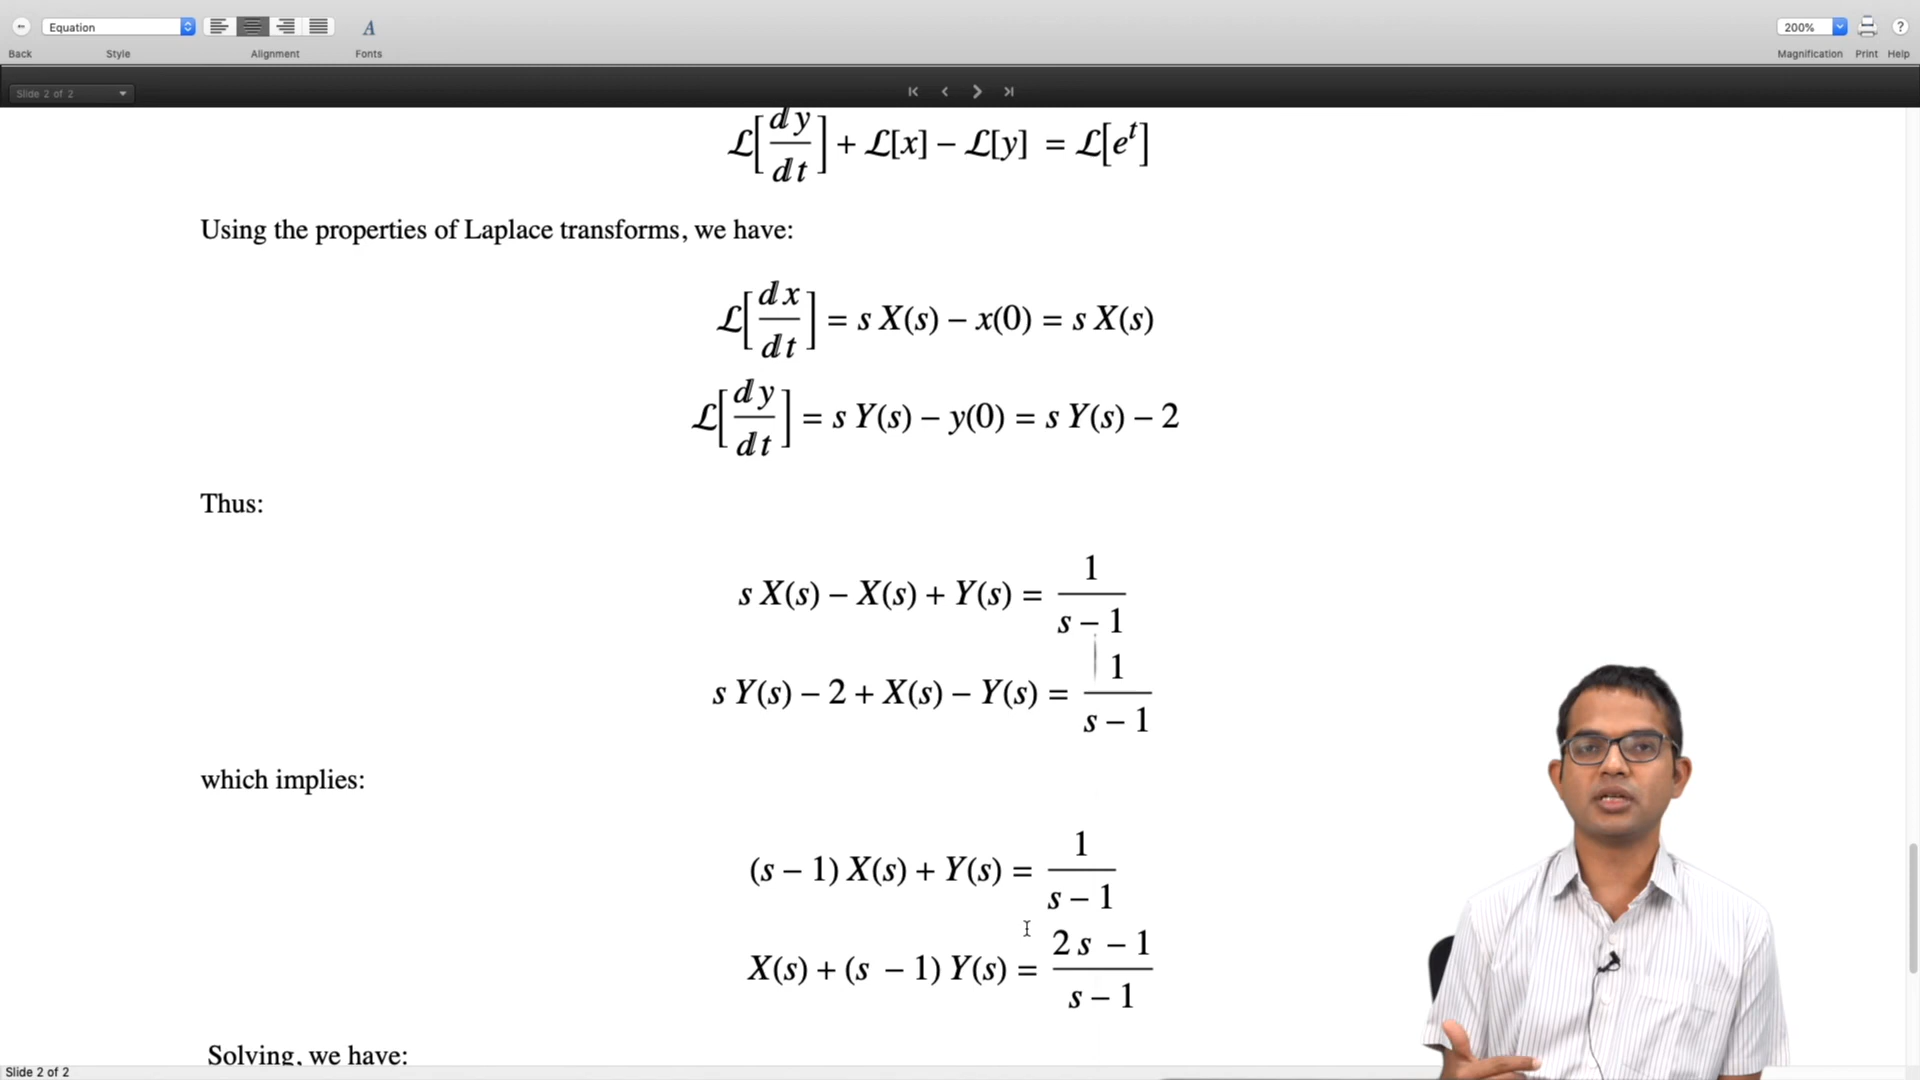 Equation
200%
Back
Style
Alignment
Fonts
Magnification
Print
Help
Slide 2 of 2
ℒ[dy/dt] + ℒ[x] − ℒ[y] = ℒ[e^t]
Using the properties of Laplace transforms, we have:
ℒ[dx/dt] = s X(s) − x(0) = s X(s)
ℒ[dy/dt] = s Y(s) − y(0) = s Y(s) − 2
Thus:
s X(s) − X(s) + Y(s) = 1/(s − 1)
s Y(s) − 2 + X(s) − Y(s) = 1/(s − 1)
which implies:
(s − 1) X(s) + Y(s) = 1/(s − 1)
X(s) + (s − 1) Y(s) = (2 s − 1)/(s − 1)
Solving, we have:
Slide 2 of 2